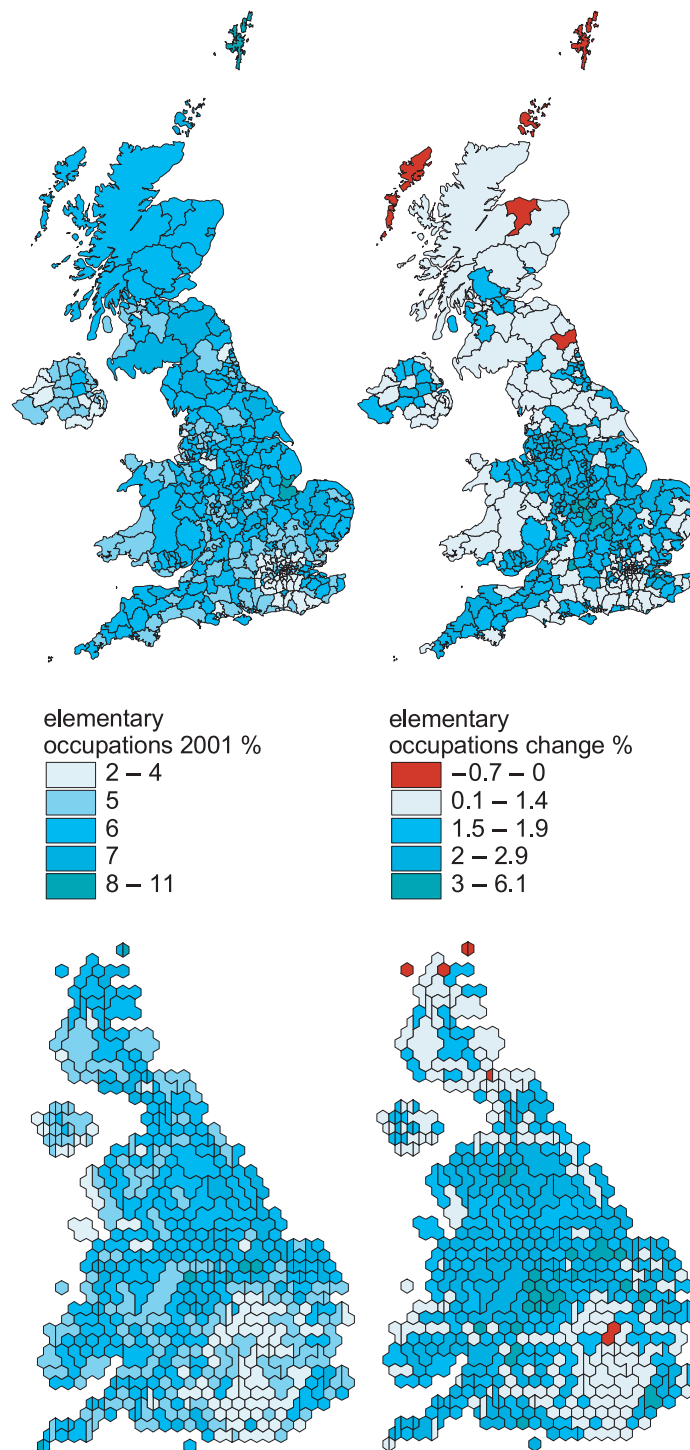 elementary
occupations 2001 %
2 – 4
5
6
7
8 – 11
elementary
occupations change %
−0.7 – 0
0.1 – 1.4
1.5 – 1.9
2 – 2.9
3 – 6.1